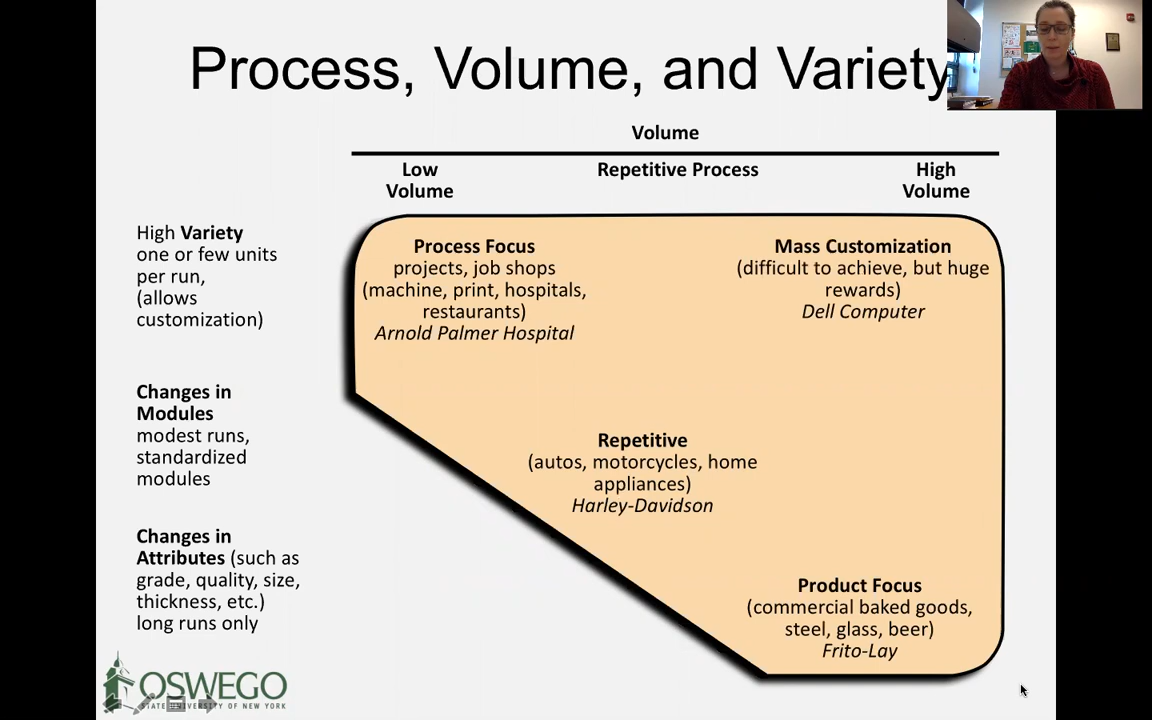 Process, Volume, and Variety
Volume
Low
Volume
Repetitive Process
High
Volume
High Variety
one or few units
per run,
(allows
customization)
Changes in
Modules
modest runs,
standardized
modules
Changes in
Attributes (such as
grade, quality, size,
thickness, etc.)
long runs only
Process Focus
projects, job shops
(machine, print, hospitals,
restaurants)
Arnold Palmer Hospital
Mass Customization
(difficult to achieve, but huge
rewards)
Dell Computer
Repetitive
(autos, motorcycles, home
appliances)
Harley-Davidson
Product Focus
(commercial baked goods,
steel, glass, beer)
Frito-Lay
OSWEGO
STATE UNIVERSITY OF NEW YORK